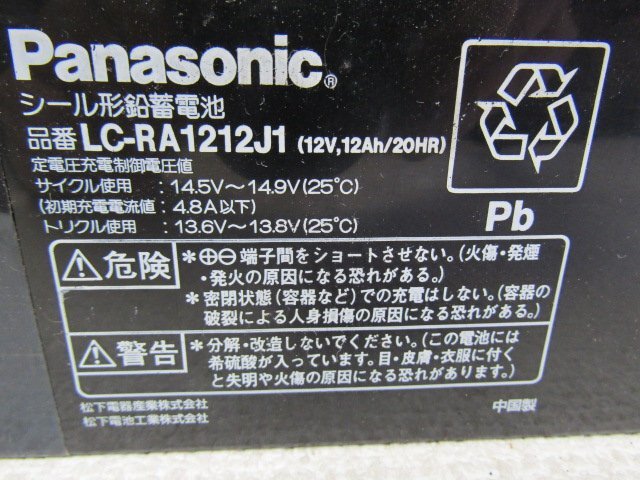 Panasonic®
シール形鉛蓄電池
品番 LC-RA1212J1 (12V,12Ah/20HR)
定電圧充電制御電圧値
サイクル使用 : 14.5V〜14.9V(25°C)
(初期充電電流値 : 4.8A以下)
トリクル使用 : 13.6V〜13.8V(25°C)
Pb
⚠危険
*⊕⊖端子間をショートさせない。(火傷・発煙
・発火の原因になる恐れがある。)
*密閉状態(容器など)での充電はしない。(容器の
破裂による人身損傷の原因になる恐れがある。)
⚠警告
*分解・改造しないでください。(この電池には
希硫酸が入っています。目・皮膚・衣服に付く
と失明や火傷の原因になる恐れがあります。)
松下電器産業株式会社
松下電池工業株式会社
中国製